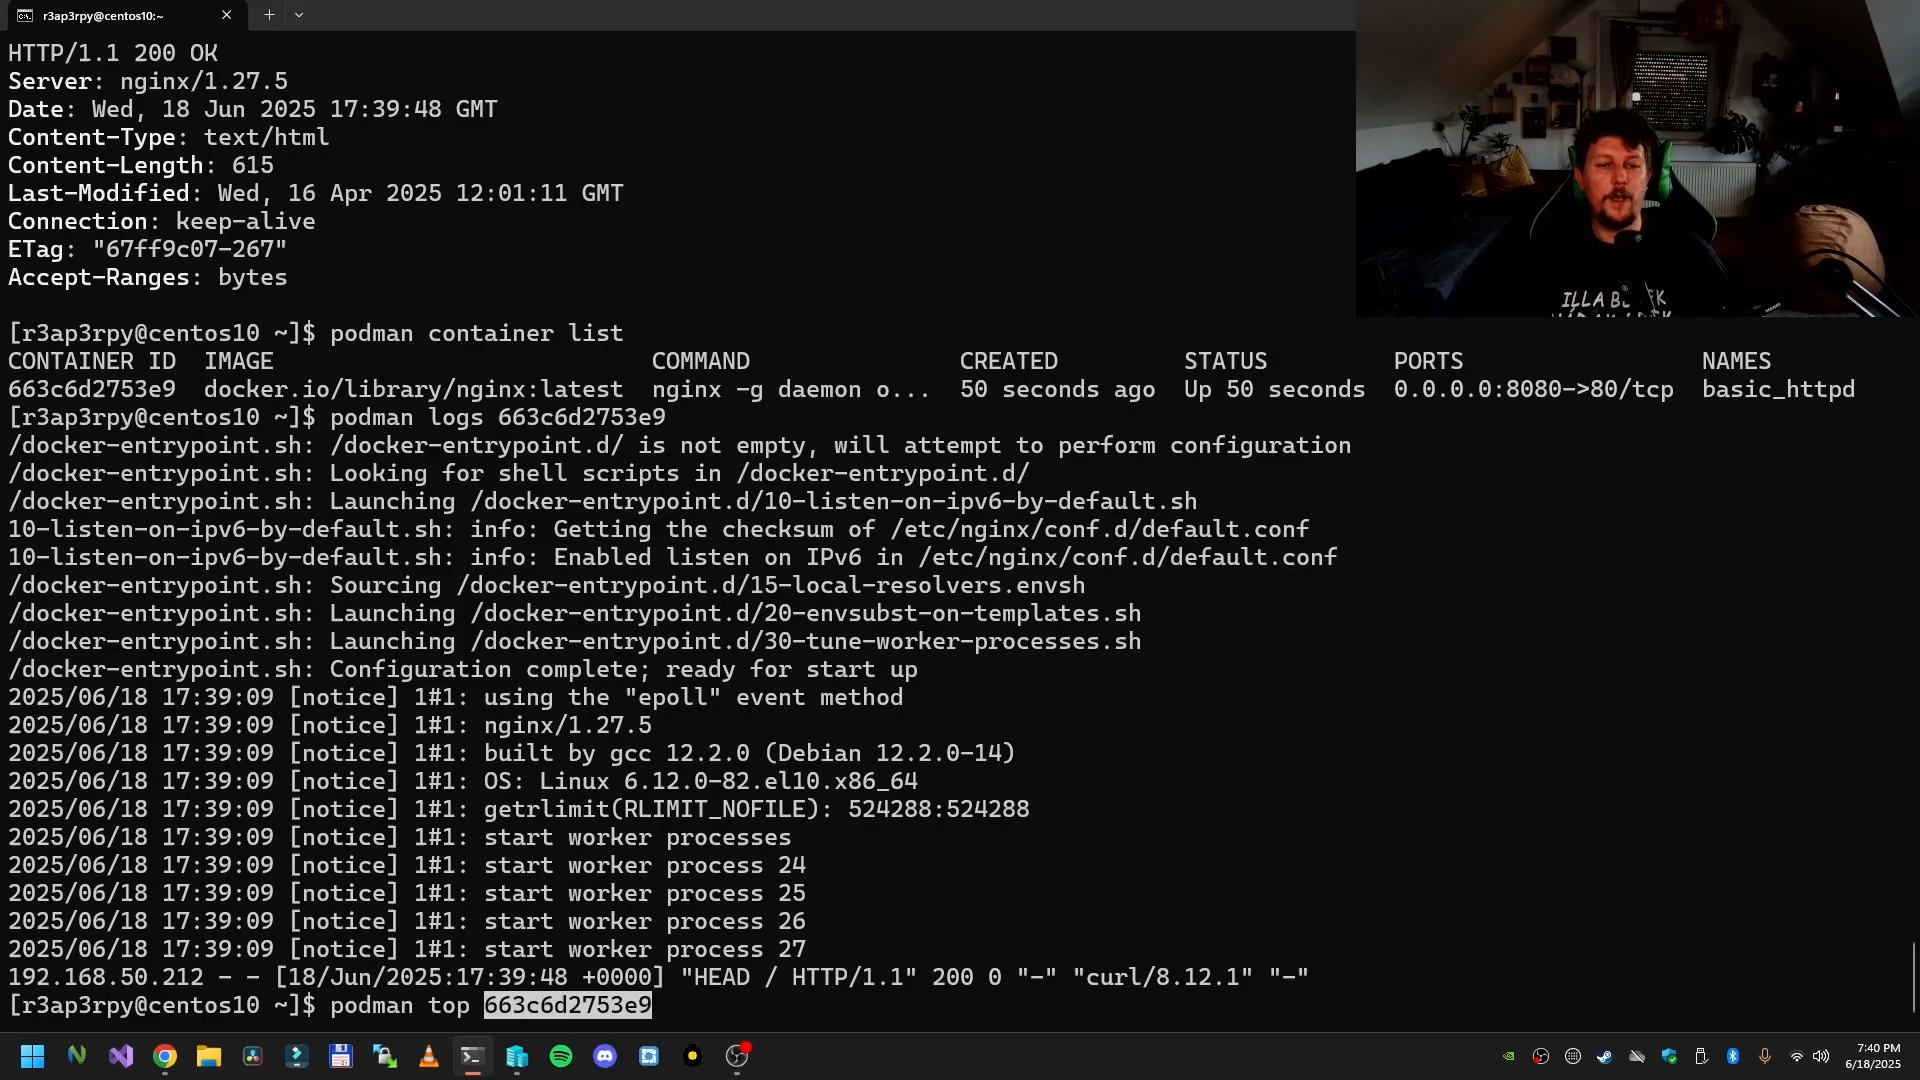 r3ap3rpy@centos10:~
HTTP/1.1 200 OK
Server: nginx/1.27.5
Date: Wed, 18 Jun 2025 17:39:48 GMT
Content-Type: text/html
Content-Length: 615
Last-Modified: Wed, 16 Apr 2025 12:01:11 GMT
Connection: keep-alive
ETag: "67ff9c07-267"
Accept-Ranges: bytes
[r3ap3rpy@centos10 ~]$ podman container list
CONTAINER ID  IMAGE                           COMMAND               CREATED         STATUS         PORTS                 NAMES
663c6d2753e9  docker.io/library/nginx:latest  nginx -g daemon o...  50 seconds ago  Up 50 seconds  0.0.0.0:8080->80/tcp  basic_httpd
[r3ap3rpy@centos10 ~]$ podman logs 663c6d2753e9
/docker-entrypoint.sh: /docker-entrypoint.d/ is not empty, will attempt to perform configuration
/docker-entrypoint.sh: Looking for shell scripts in /docker-entrypoint.d/
/docker-entrypoint.sh: Launching /docker-entrypoint.d/10-listen-on-ipv6-by-default.sh
10-listen-on-ipv6-by-default.sh: info: Getting the checksum of /etc/nginx/conf.d/default.conf
10-listen-on-ipv6-by-default.sh: info: Enabled listen on IPv6 in /etc/nginx/conf.d/default.conf
/docker-entrypoint.sh: Sourcing /docker-entrypoint.d/15-local-resolvers.envsh
/docker-entrypoint.sh: Launching /docker-entrypoint.d/20-envsubst-on-templates.sh
/docker-entrypoint.sh: Launching /docker-entrypoint.d/30-tune-worker-processes.sh
/docker-entrypoint.sh: Configuration complete; ready for start up
2025/06/18 17:39:09 [notice] 1#1: using the "epoll" event method
2025/06/18 17:39:09 [notice] 1#1: nginx/1.27.5
2025/06/18 17:39:09 [notice] 1#1: built by gcc 12.2.0 (Debian 12.2.0-14)
2025/06/18 17:39:09 [notice] 1#1: OS: Linux 6.12.0-82.el10.x86_64
2025/06/18 17:39:09 [notice] 1#1: getrlimit(RLIMIT_NOFILE): 524288:524288
2025/06/18 17:39:09 [notice] 1#1: start worker processes
2025/06/18 17:39:09 [notice] 1#1: start worker process 24
2025/06/18 17:39:09 [notice] 1#1: start worker process 25
2025/06/18 17:39:09 [notice] 1#1: start worker process 26
2025/06/18 17:39:09 [notice] 1#1: start worker process 27
192.168.50.212 - - [18/Jun/2025:17:39:48 +0000] "HEAD / HTTP/1.1" 200 0 "-" "curl/8.12.1" "-"
[r3ap3rpy@centos10 ~]$ podman top 663c6d2753e9
7:40 PM
6/18/2025